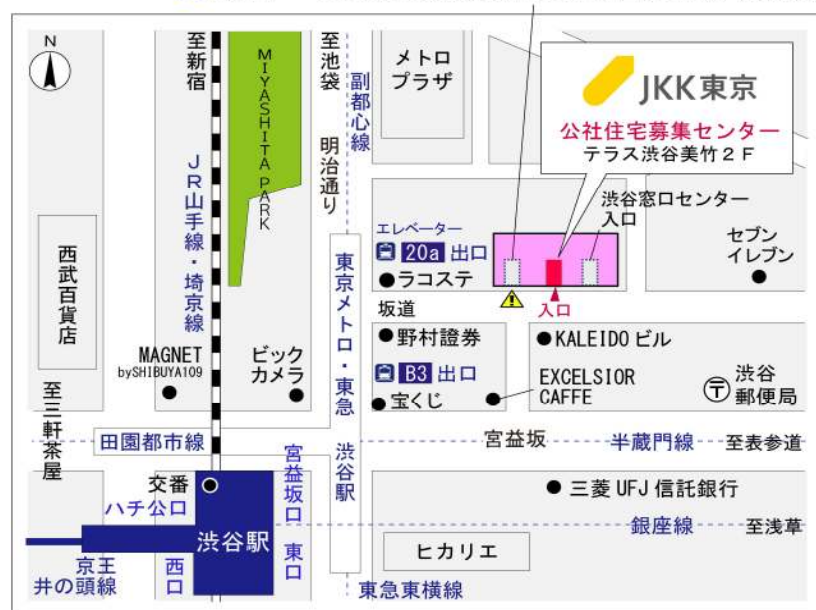 N
至新宿
MIYASHITA PARK
至池袋
副都心線
明治通り
メトロ
プラザ
JKK東京
公社住宅募集センター
テラス渋谷美竹2F
JR山手線・埼京線
渋谷窓口センター
入口
エレベーター
20a 出口
ラコステ
入口
セブン
イレブン
西武百貨店
東京メトロ・東急 渋谷駅
坂道
野村證券
KALEIDO ビル
MAGNET
bySHIBUYA109
ビック
カメラ
B3 出口
EXCELSIOR
CAFFE
〒
渋谷
郵便局
宝くじ
至三軒茶屋
田園都市線
宮益坂
半蔵門線
至表参道
宮益坂口
交番
ハチ公口
三菱 UFJ 信託銀行
渋谷駅
東口
銀座線
至浅草
ヒカリエ
京王
井の頭線
西口
東急東横線